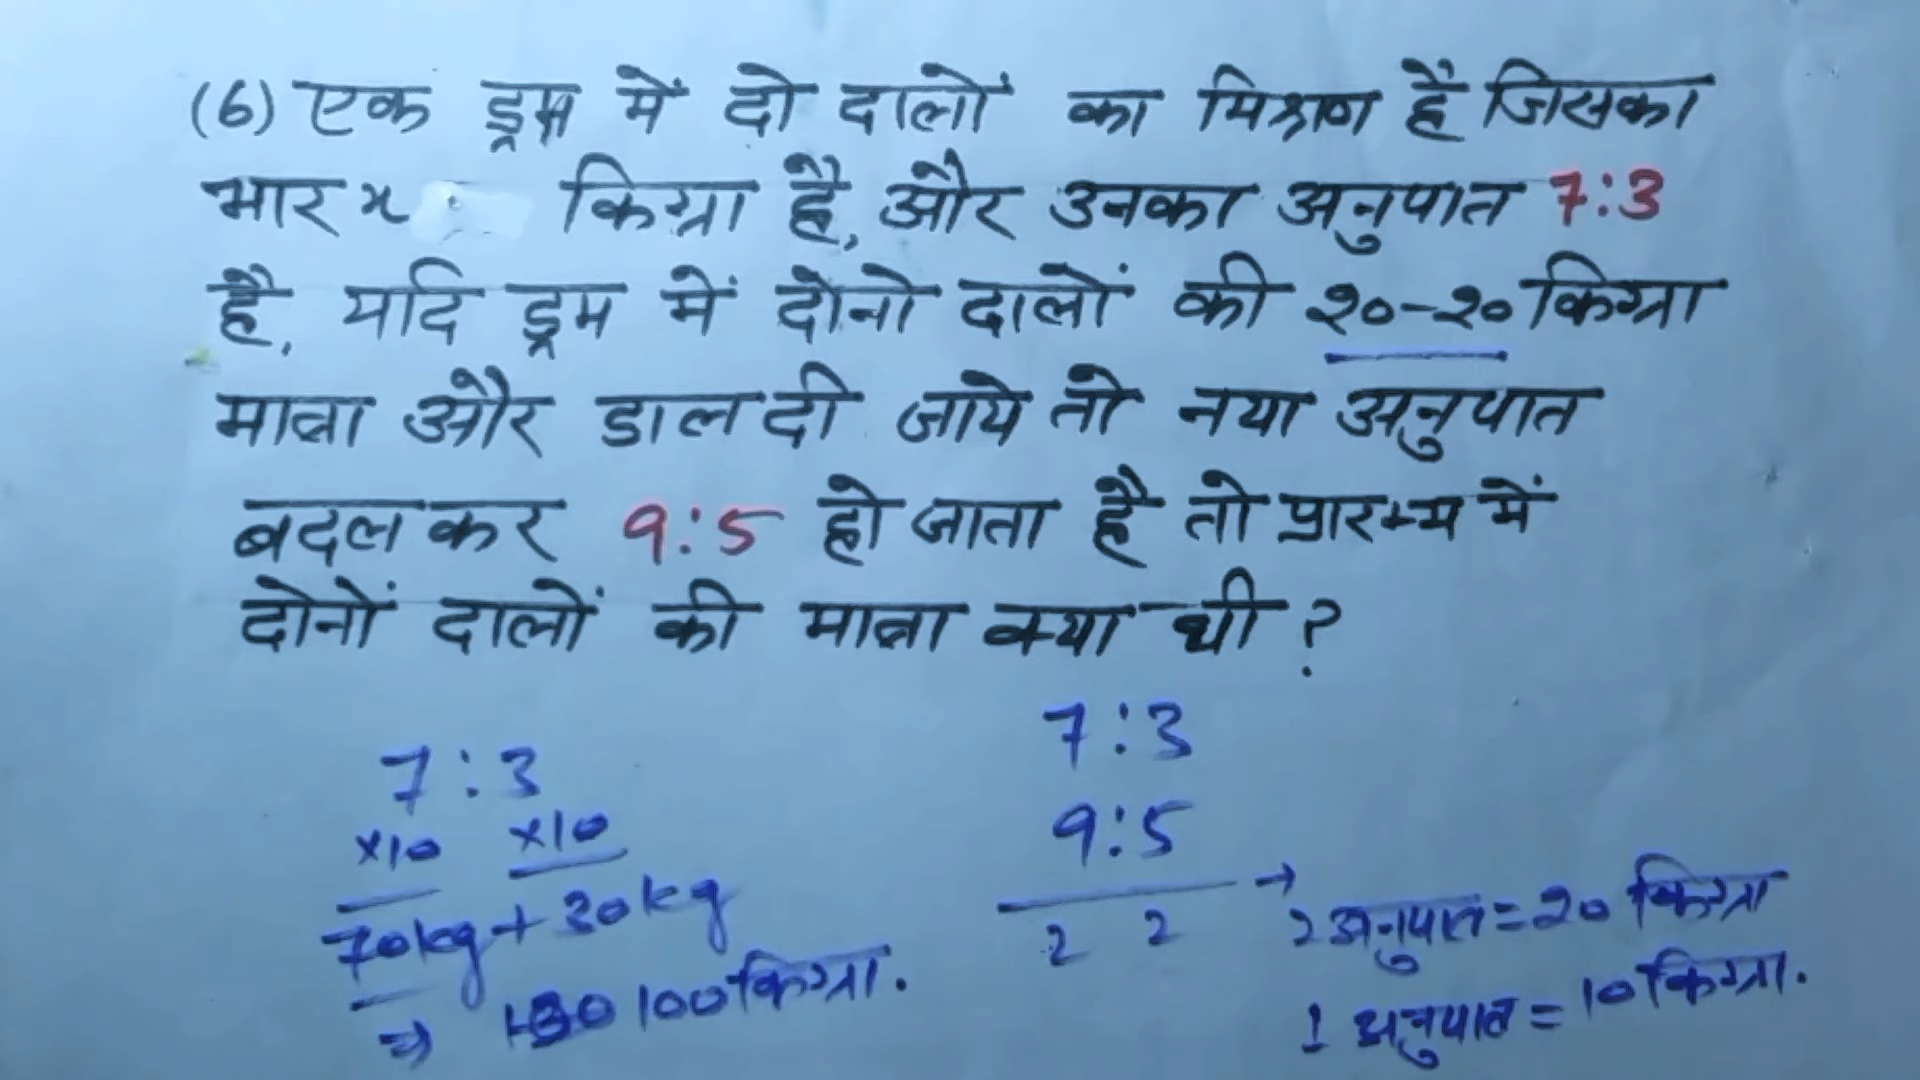 (6) एक ड्रम में दो दालों का मिश्रण है जिसका
भार x किग्रा है, और उनका अनुपात 7:3
है, यदि ड्रम में दोनो दालों की २०-२० किग्रा
मात्रा और डाल दी जाये तो नया अनुपात
बदल कर 9:5 हो जाता है तो प्रारम्भ में
दोनों दालों की मात्रा क्या थी ?
7:3
×10 ×10
70kg + 30kg
⇒ 100 किग्रा.
7:3
9:5
2 2
→ 2 अनुपात = 20 किग्रा
1 अनुपात = 10 किग्रा.